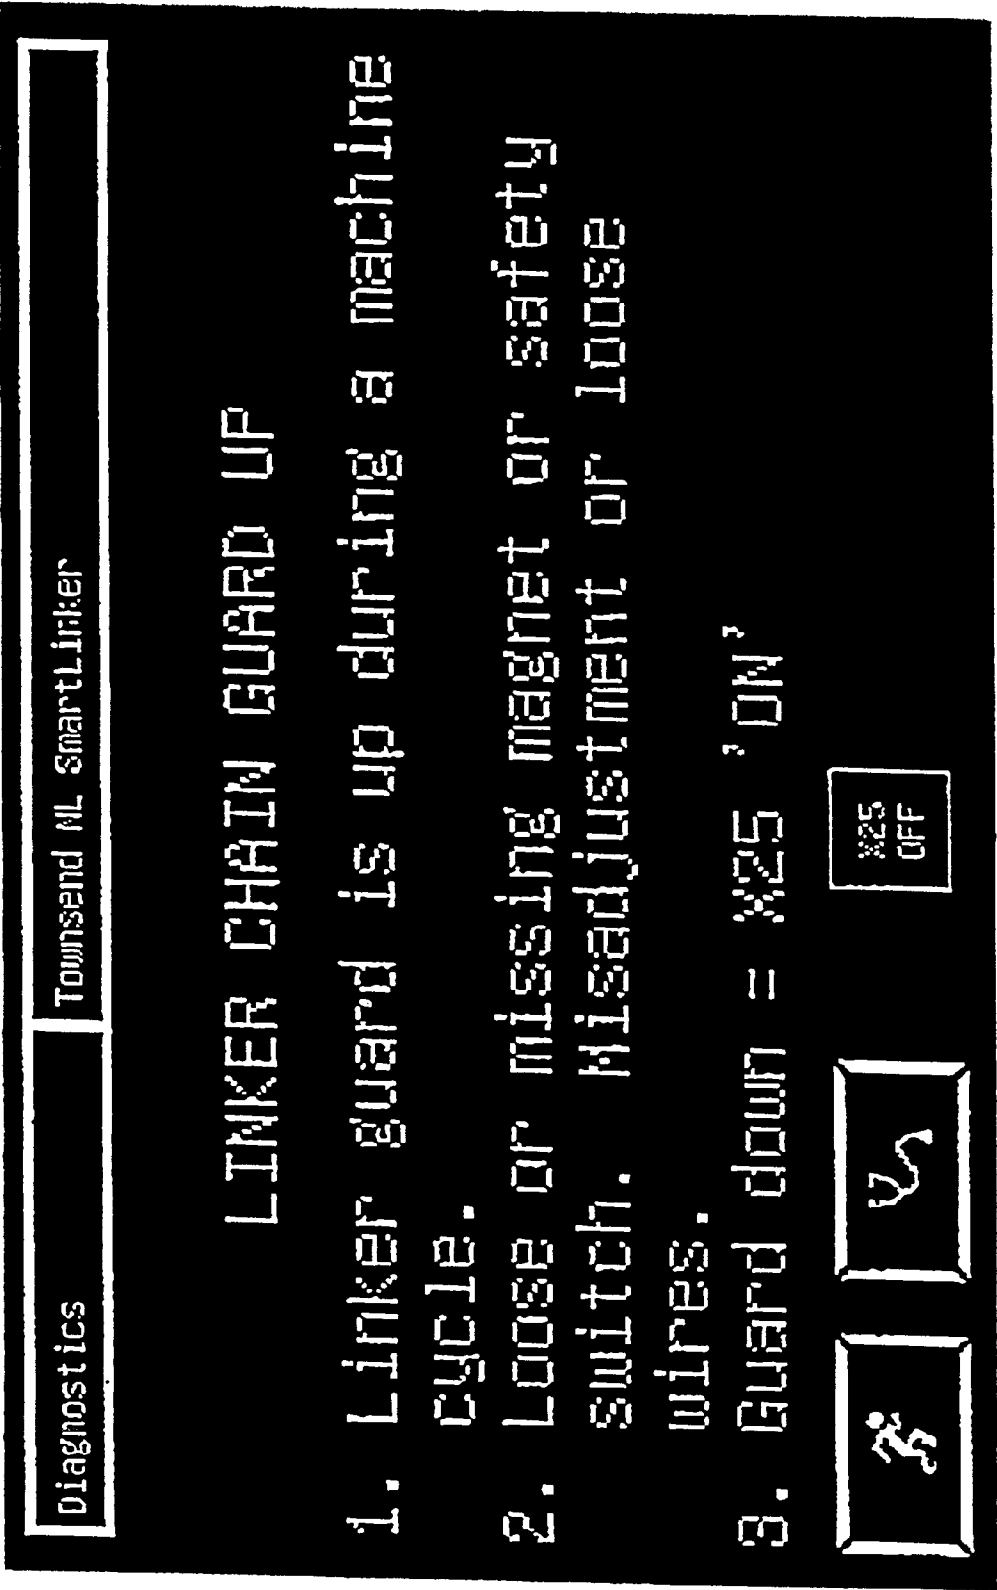 Diagnostics
Townsend NL SmartLinker
LINKER CHAIN GUARD UP
1. Linker guard is up during a machine
cycle.
2. Loose or missing magnet or safety
switch. Misadjustment or loose
wires.
3. Guard down = X25 'ON'
X25
OFF